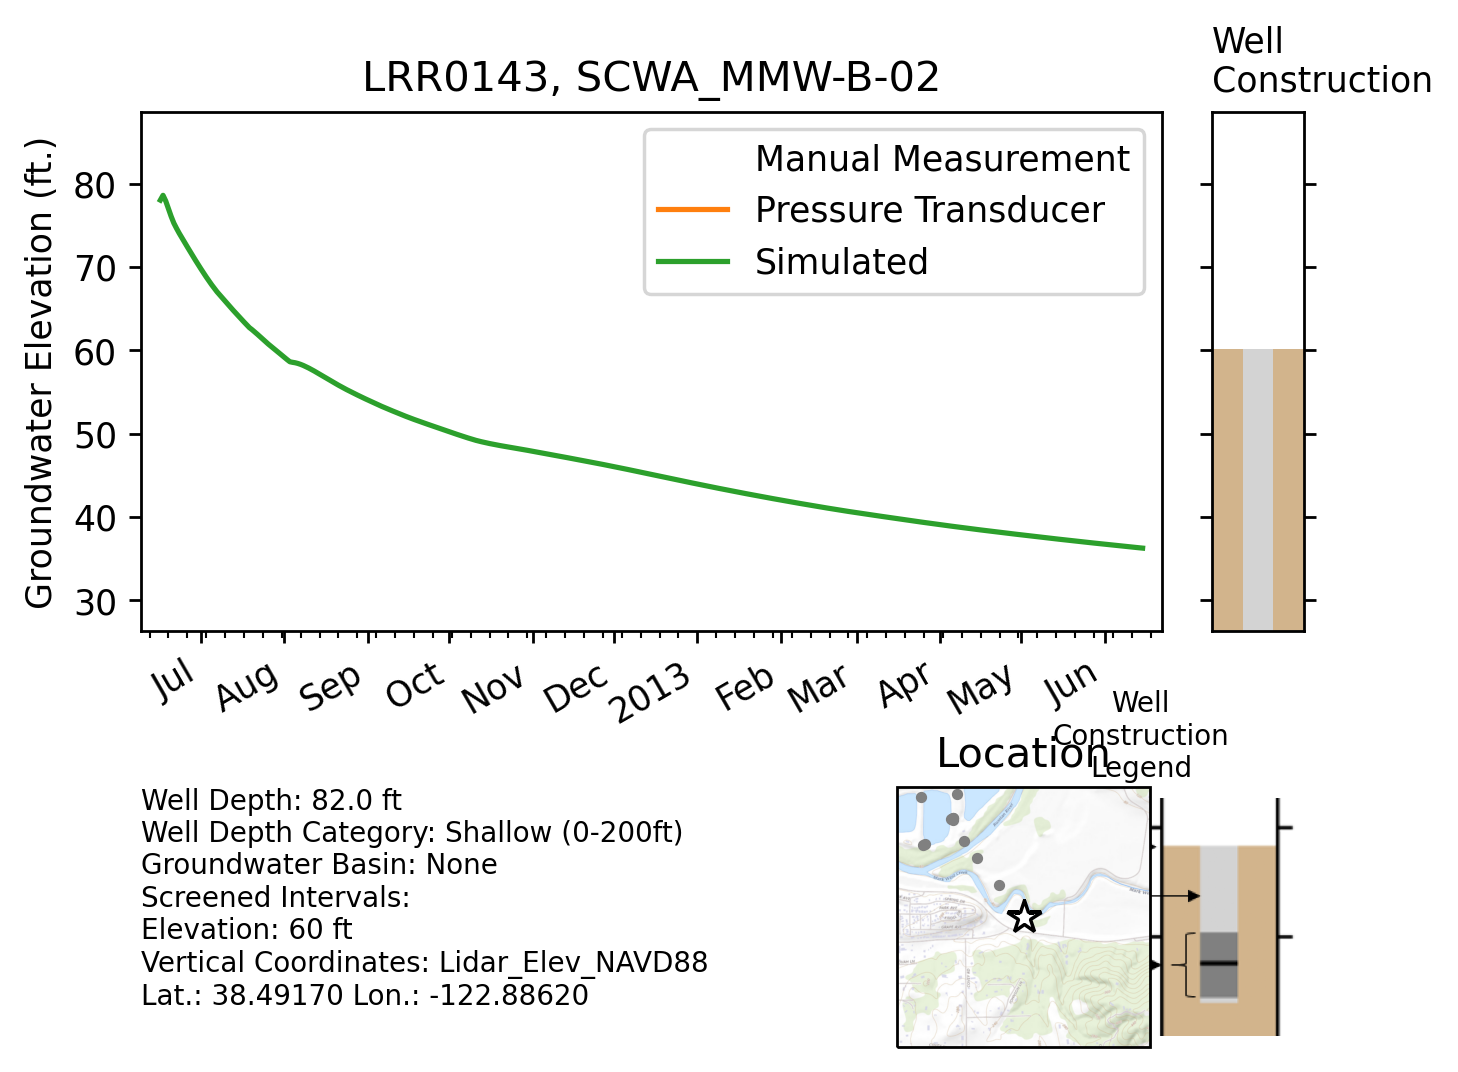 Well
Construction
LRR0143, SCWA_MMW-B-02
Groundwater Elevation (ft.)
80
70
60
50
40
30
Manual Measurement
Pressure Transducer
Simulated
Jul
Aug
Sep
Oct
Nov
Dec
2013
Feb
Mar
Apr
May
Jun
Well Depth: 82.0 ft
Well Depth Category: Shallow (0-200ft)
Groundwater Basin: None
Screened Intervals:
Elevation: 60 ft
Vertical Coordinates: Lidar_Elev_NAVD88
Lat.: 38.49170 Lon.: -122.88620
Location
Well
Construction
Legend